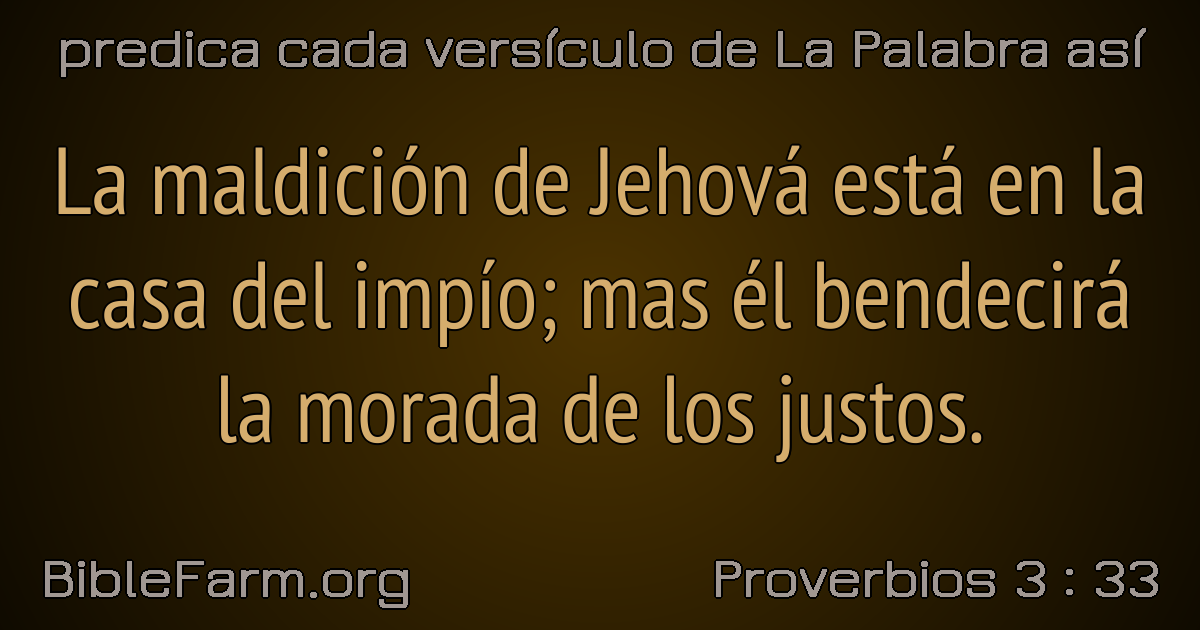 predica cada versículo de La Palabra así
La maldición de Jehová está en la
casa del impío; mas él bendecirá
la morada de los justos.
BibleFarm.org
Proverbios 3 : 33